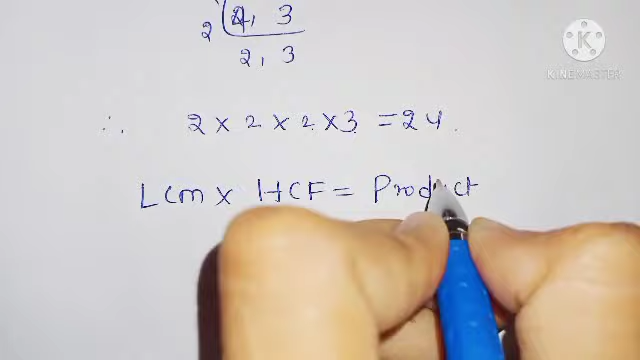 2 4, 3
2, 3
∴ 2 × 2 × 2 × 3 = 24.
LCM × HCF = Product
KINEMASTER